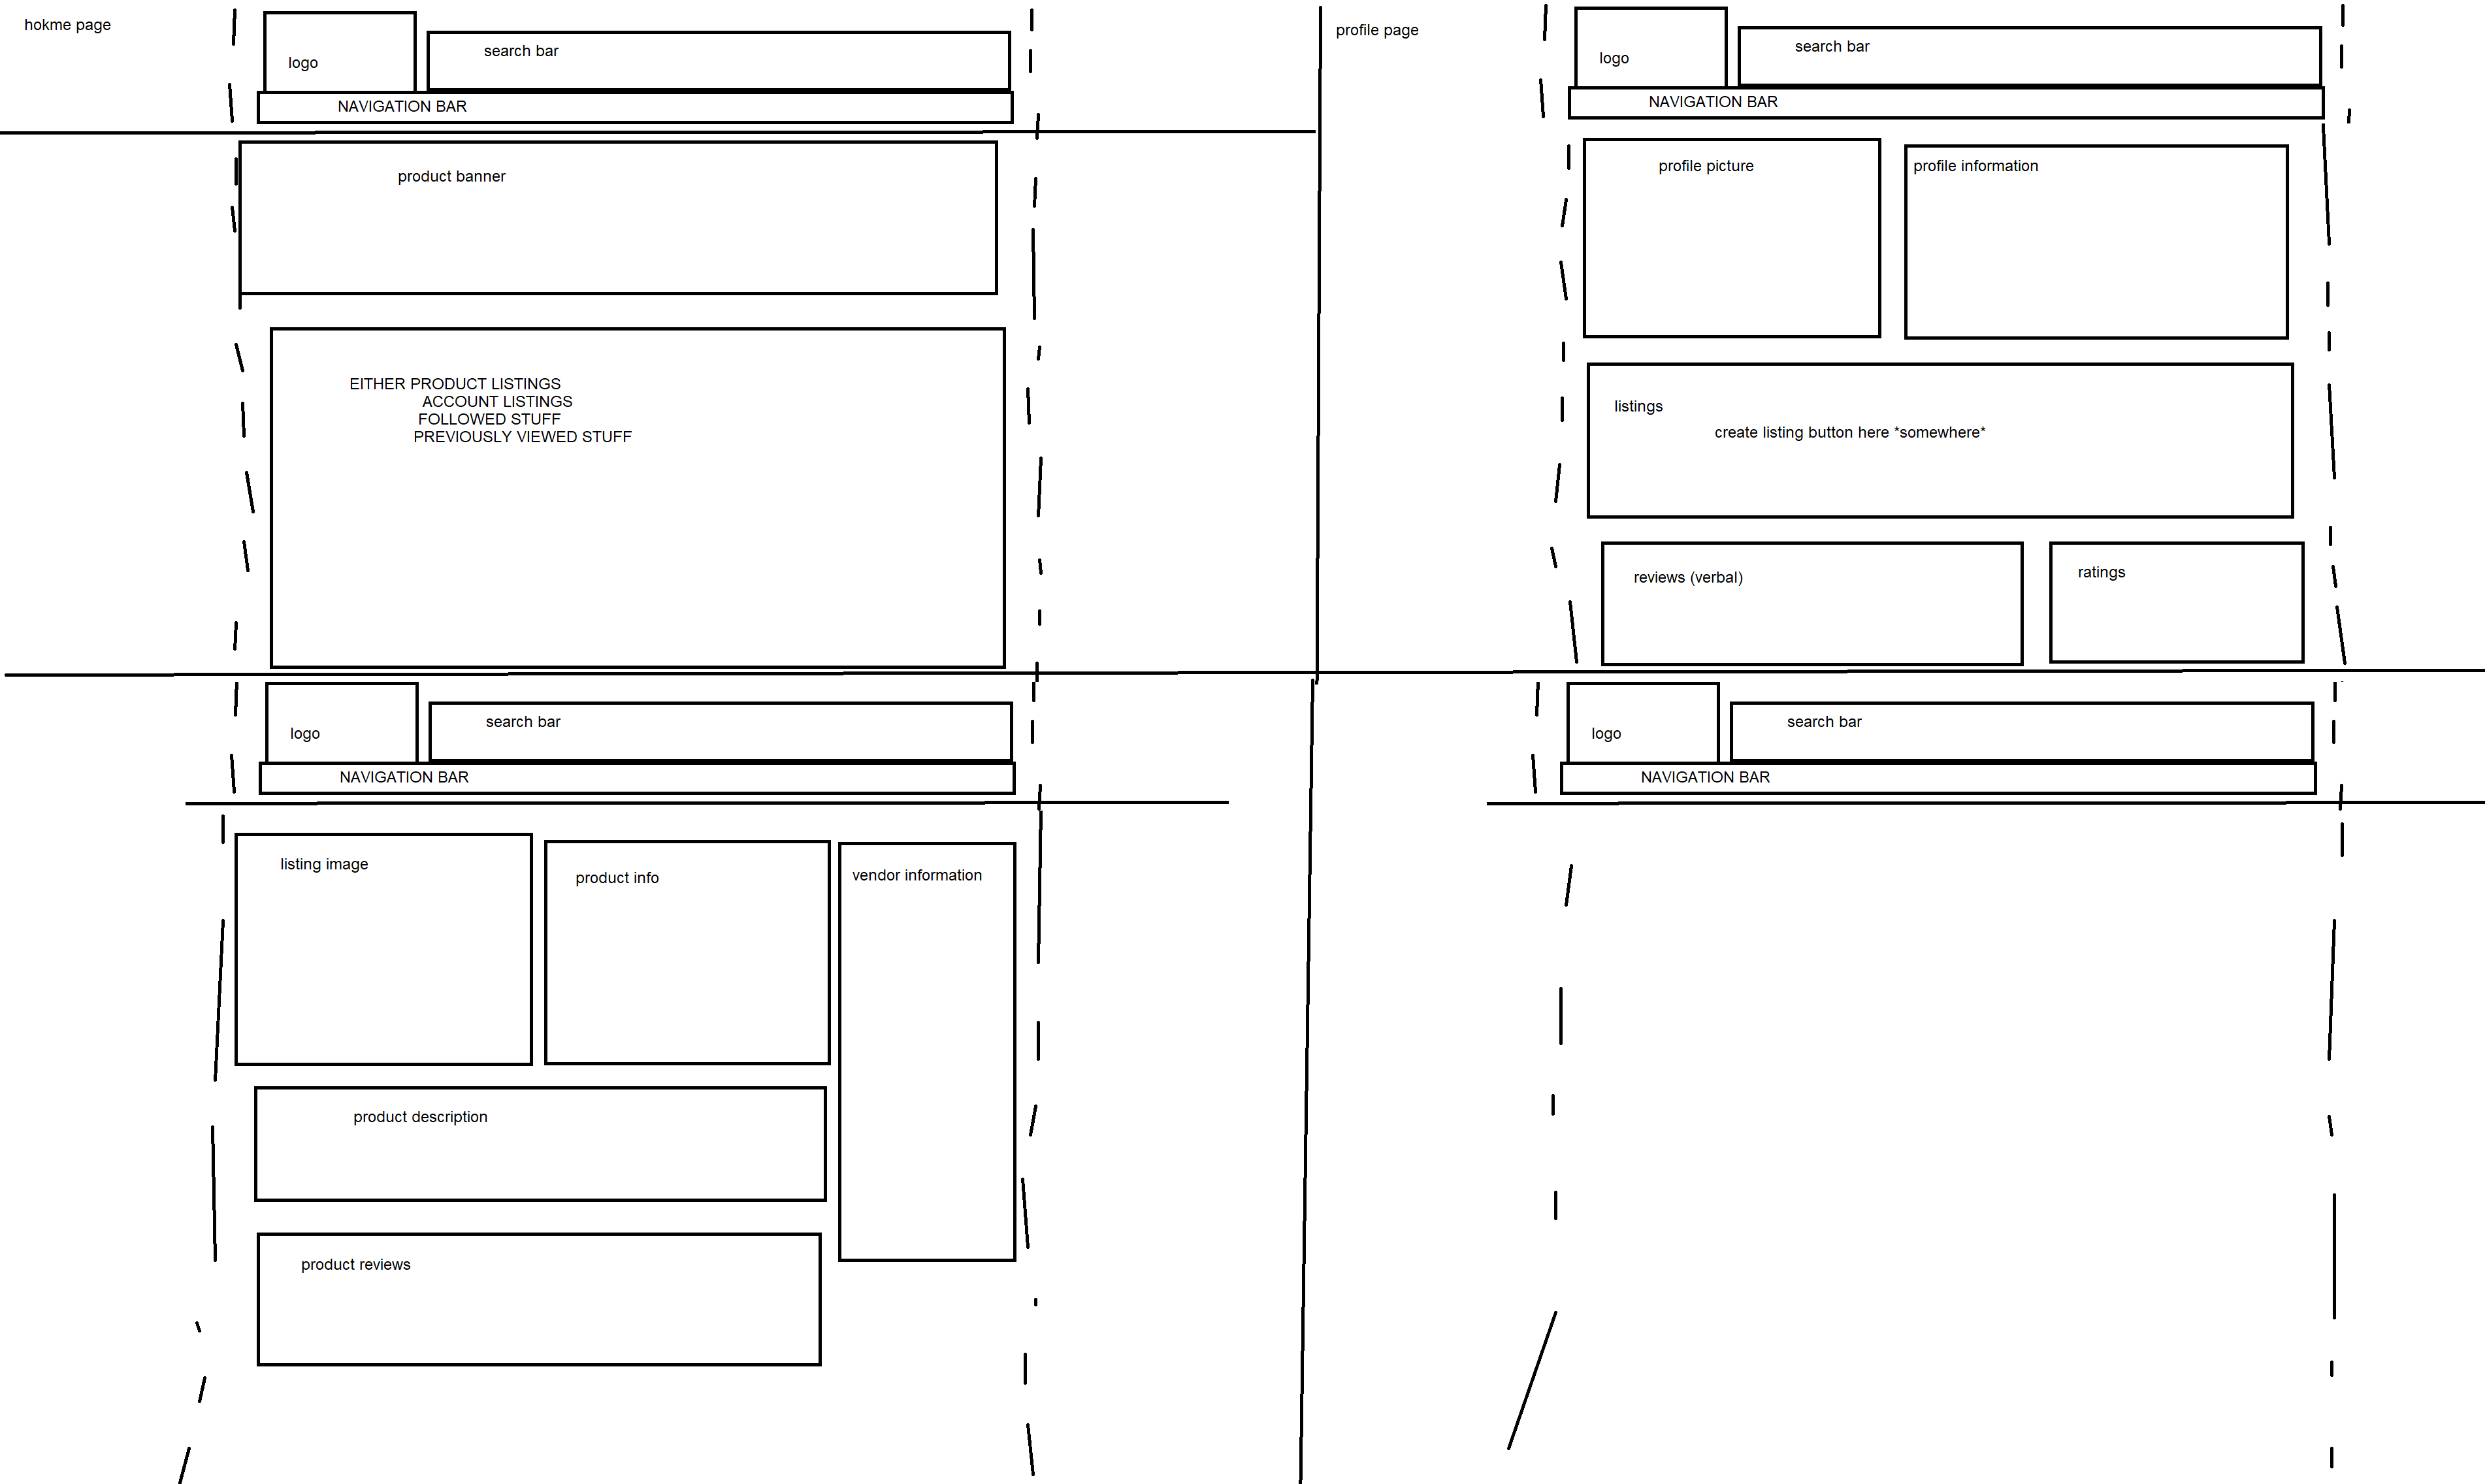 hokme page
logo
search bar
NAVIGATION BAR
product banner
EITHER PRODUCT LISTINGS
ACCOUNT LISTINGS
FOLLOWED STUFF
PREVIOUSLY VIEWED STUFF
profile page
logo
search bar
NAVIGATION BAR
profile picture
profile information
listings
create listing button here *somewhere*
reviews (verbal)
ratings
logo
search bar
NAVIGATION BAR
listing image
product info
vendor information
product description
product reviews
logo
search bar
NAVIGATION BAR